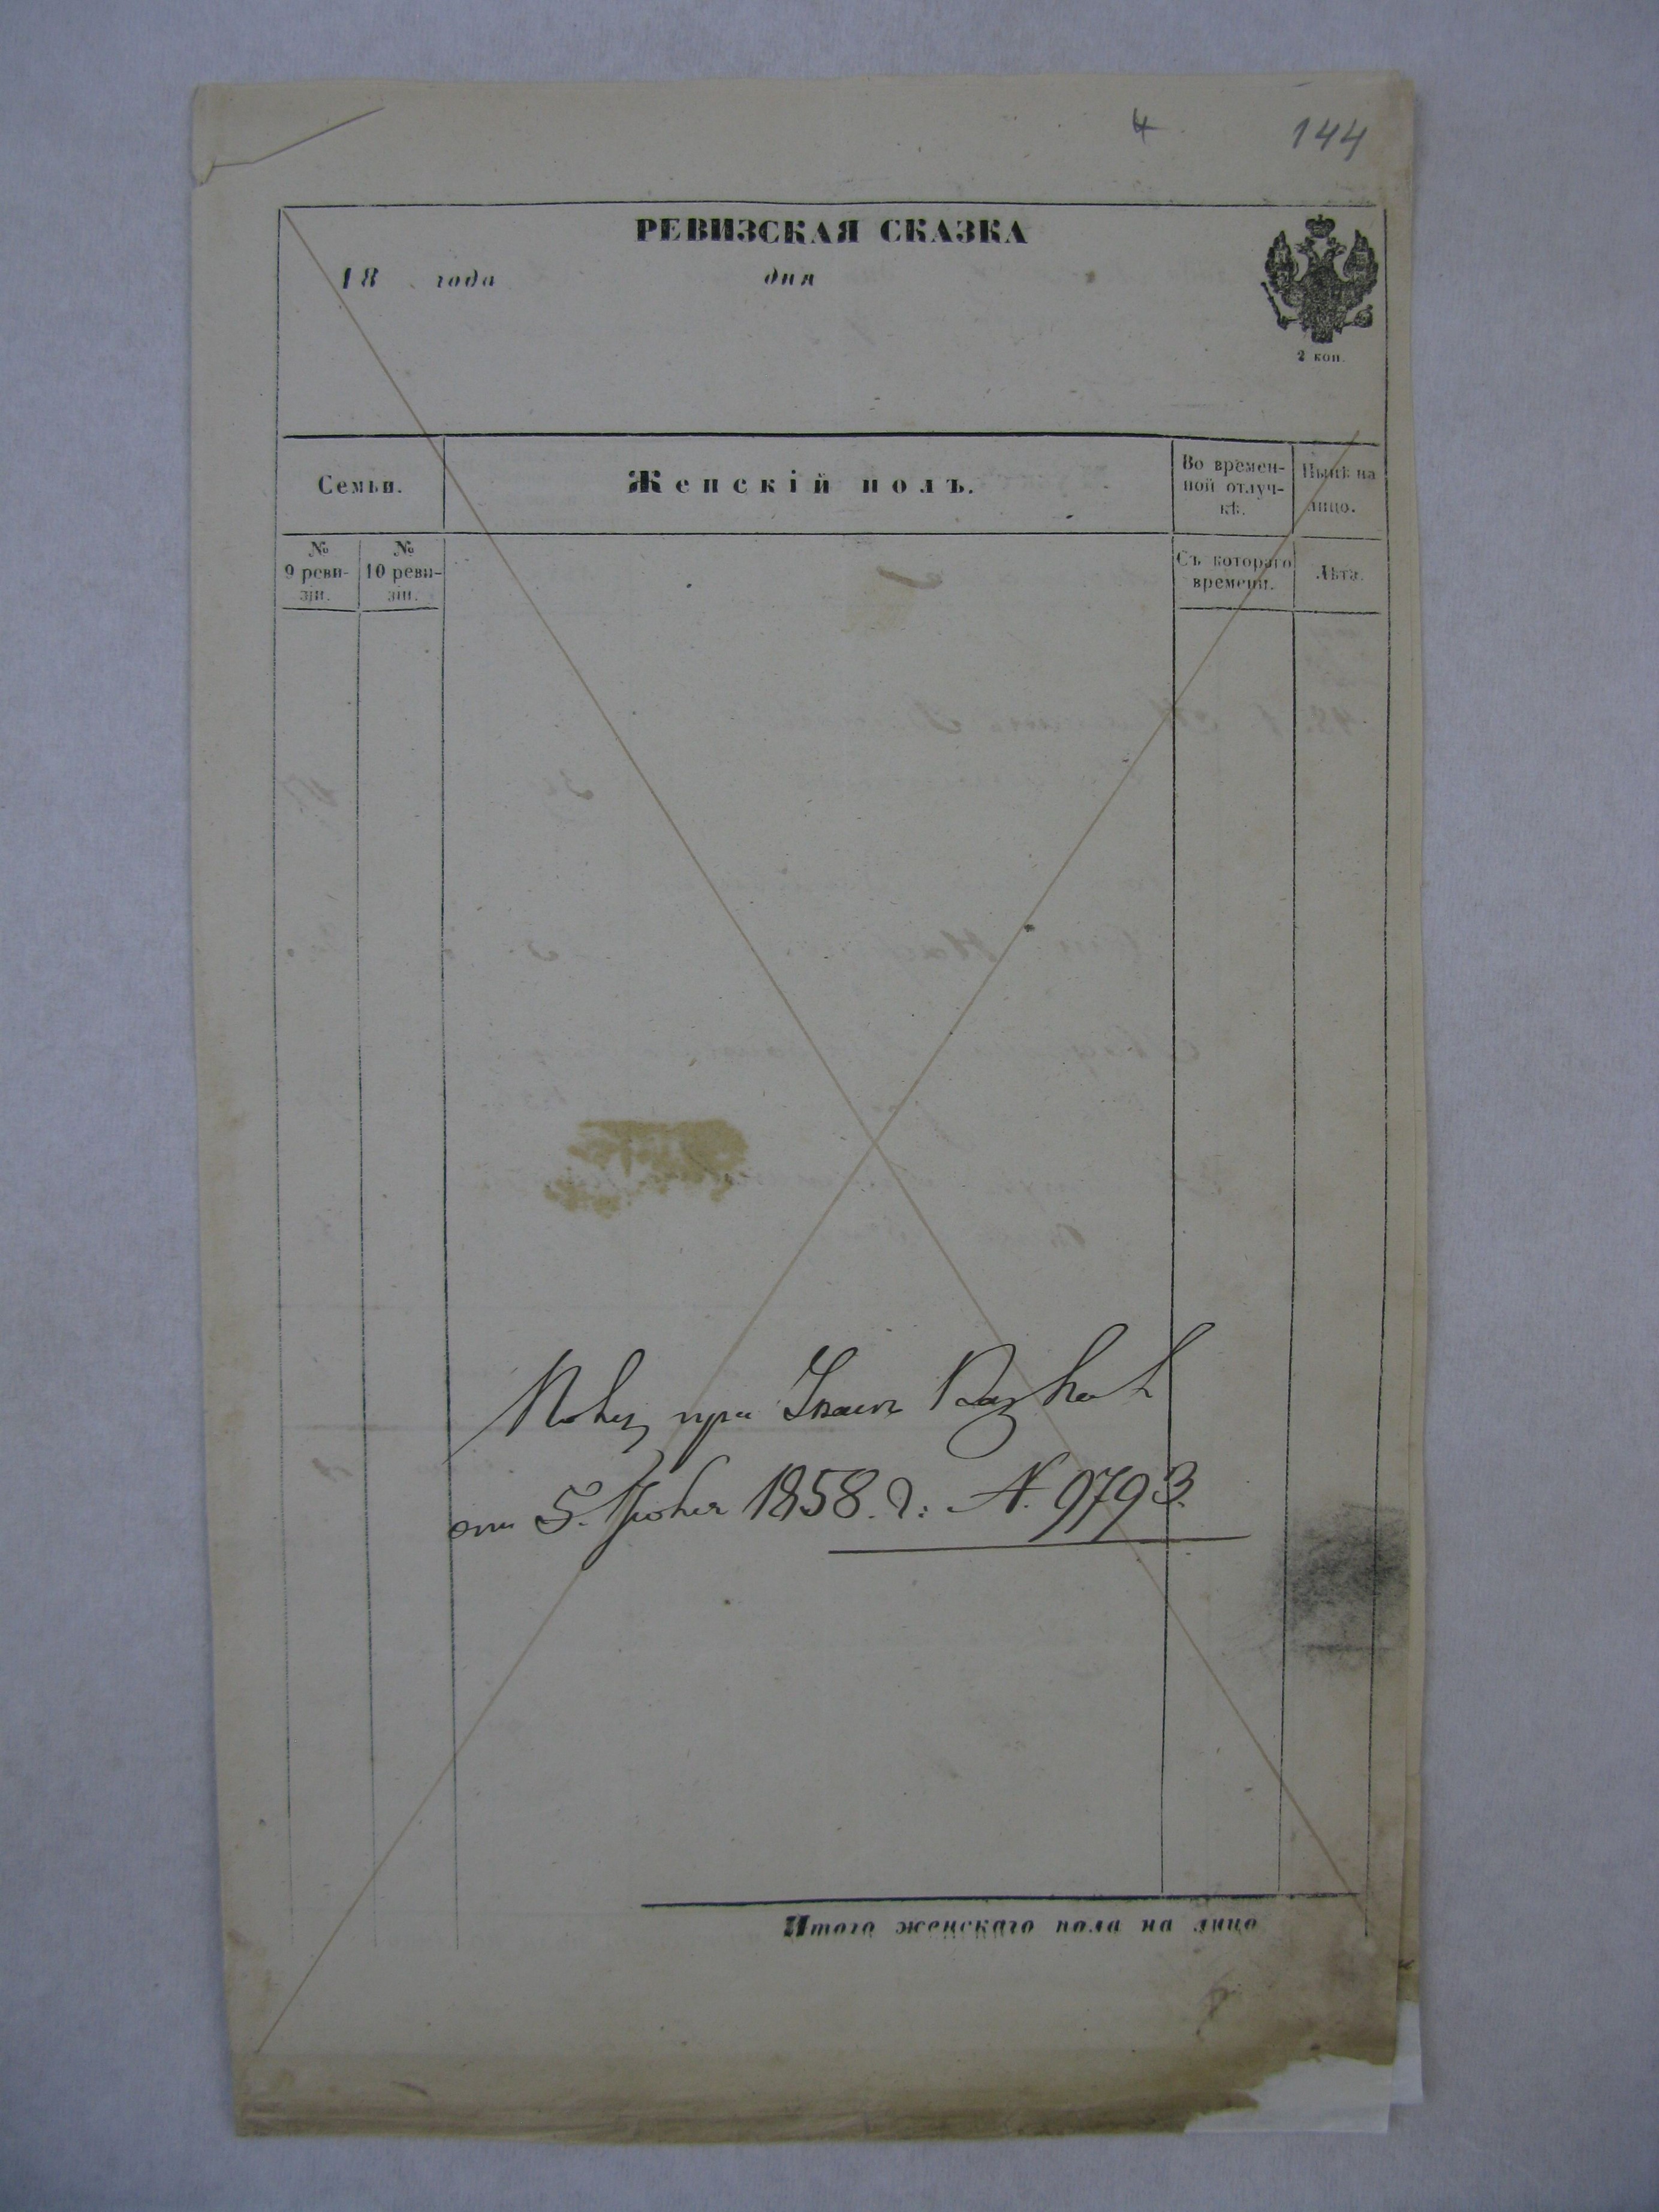 4 144
РЕВИЗСКАЯ СКАЗКА
18 года дня
2 коп.
Семьи.
Женскій полъ.
Во времен-
ной отлуч-
кѣ.
Нынѣ на
лицо.
№
9 реви-
зіи.
№
10 реви-
зіи.
Съ котораго
времени.
Лѣта.
при
5. 1858. г: N. 9793.
Итого женскаго пола на лицо